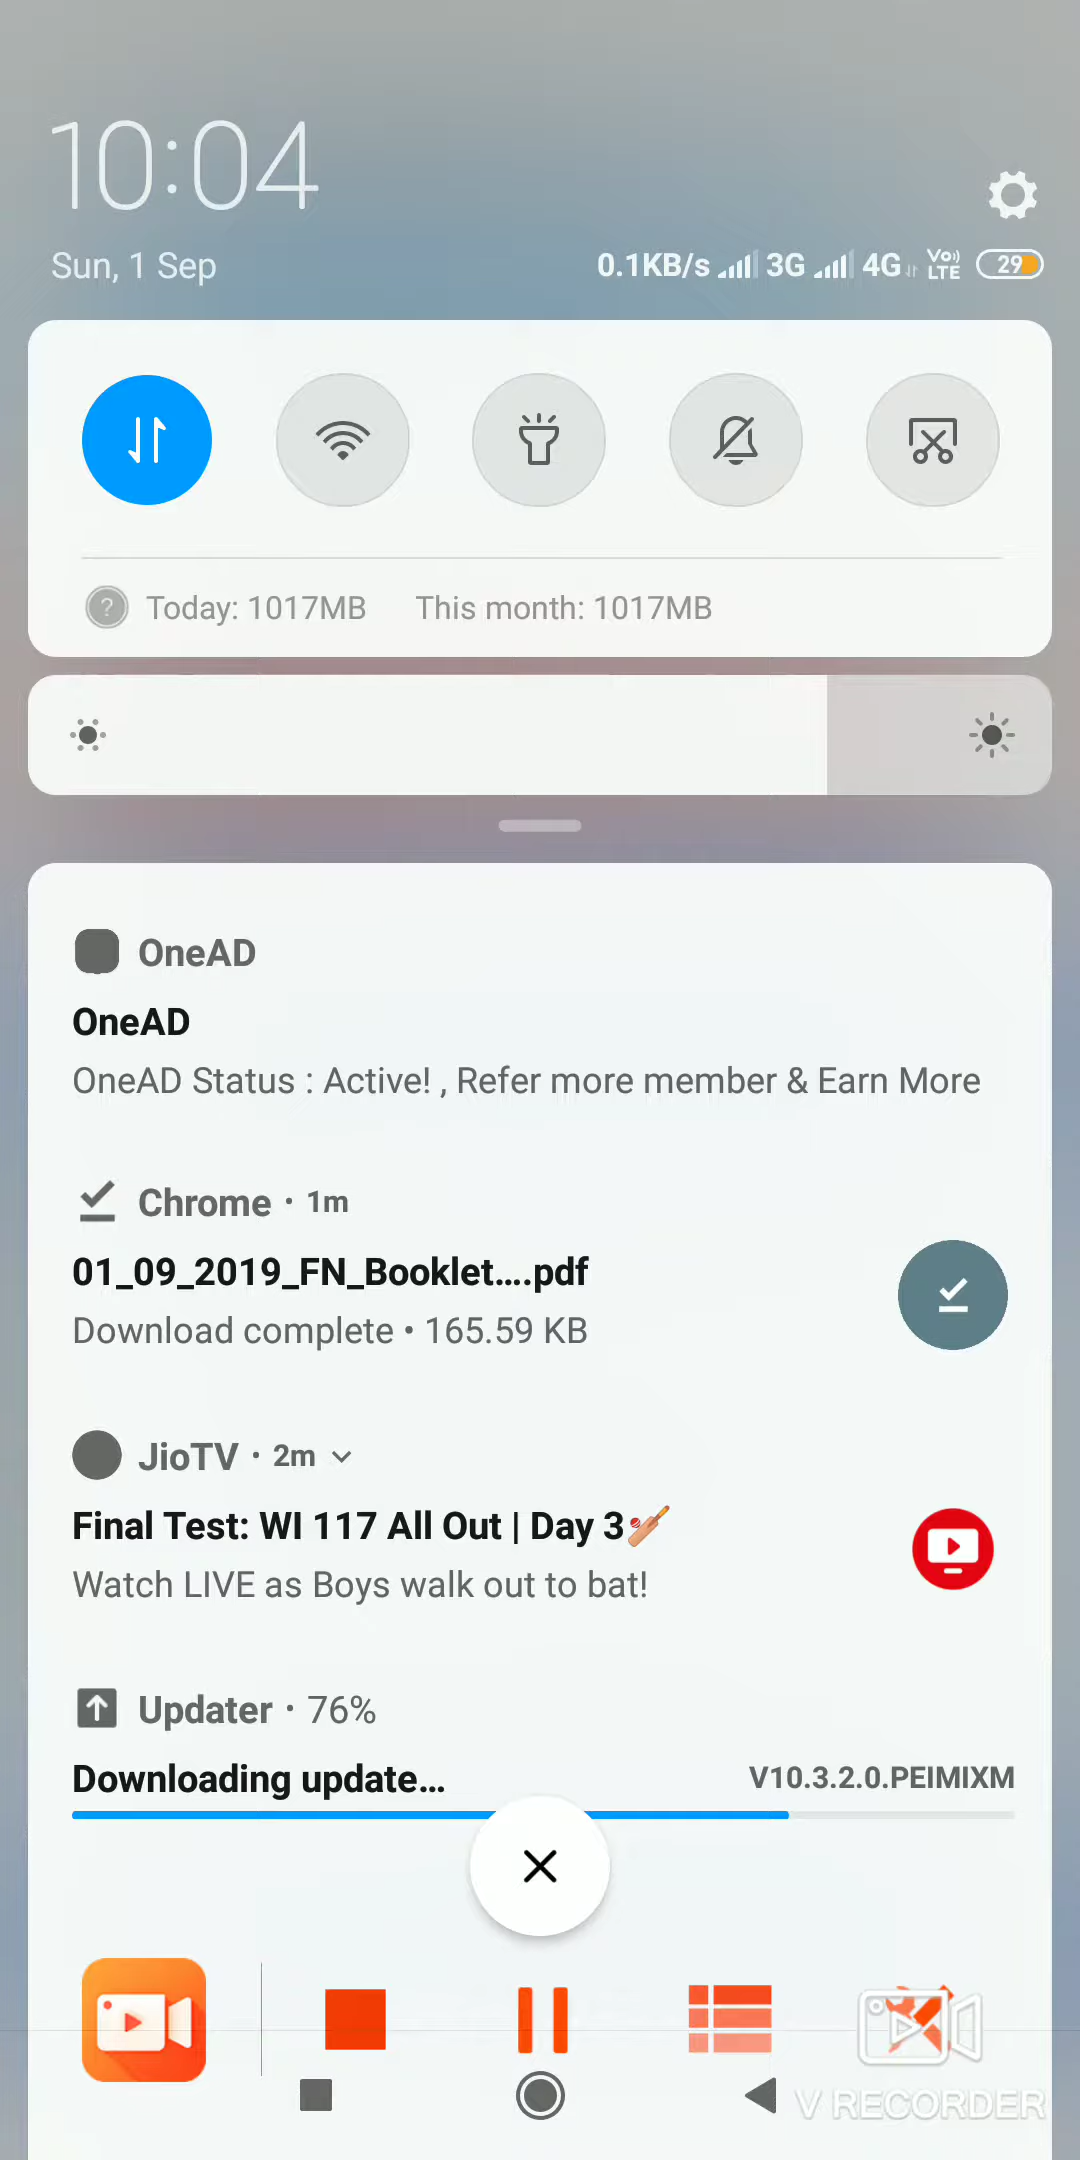 10:04
Sun, 1 Sep
0.1KB/s 3G 4G Vo) LTE 29
Today: 1017MB This month: 1017MB
OneAD
OneAD
OneAD Status : Active! , Refer more member & Earn More
Chrome • 1m
01_09_2019_FN_Booklet....pdf
Download complete • 165.59 KB
JioTV • 2m
Final Test: WI 117 All Out | Day 3🏏
Watch LIVE as Boys walk out to bat!
Updater • 76%
Downloading update... V10.3.2.0.PEIMIXM
V RECORDER